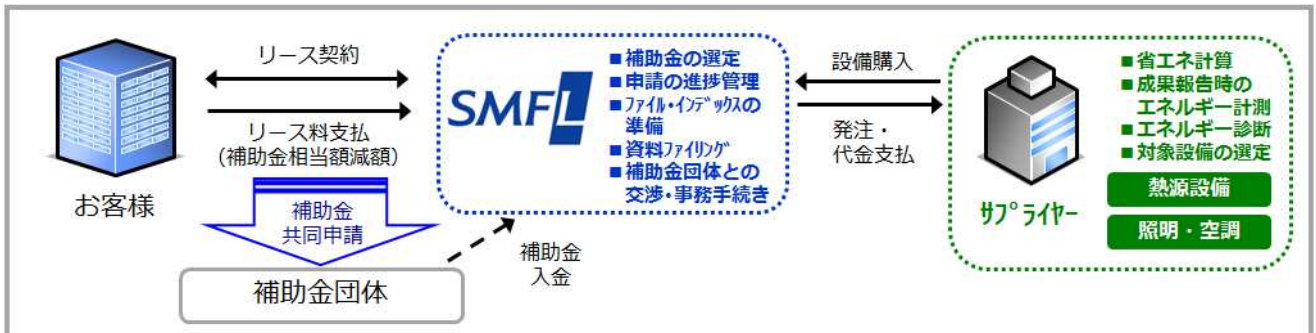 リース契約
リース料支払
(補助金相当額減額)
お客様
補助金
共同申請
補助金団体
補助金
入金
SMFL
■補助金の選定
■申請の進捗管理
■ファイル・インデックスの
準備
■資料ファイリング
■補助金団体との
交渉・事務手続き
設備購入
発注・
代金支払
サプライヤー
■省エネ計算
■成果報告時の
エネルギー計測
■エネルギー診断
■対象設備の選定
熱源設備
照明・空調